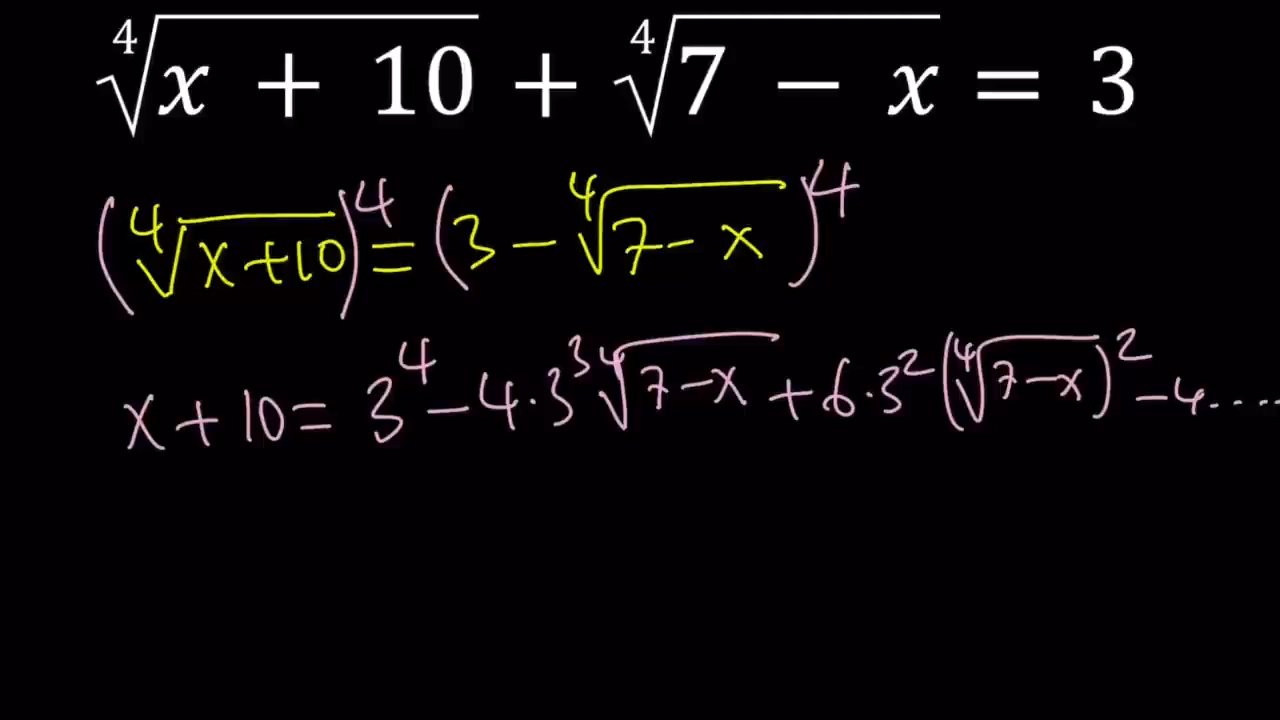 ∜(x + 10) + ∜(7 − x) = 3
(∜(x+10))⁴ = (3 − ∜(7−x))⁴
x + 10 = 3⁴ − 4·3³ ∜(7−x) + 6·3² (∜(7−x))² − 4.....